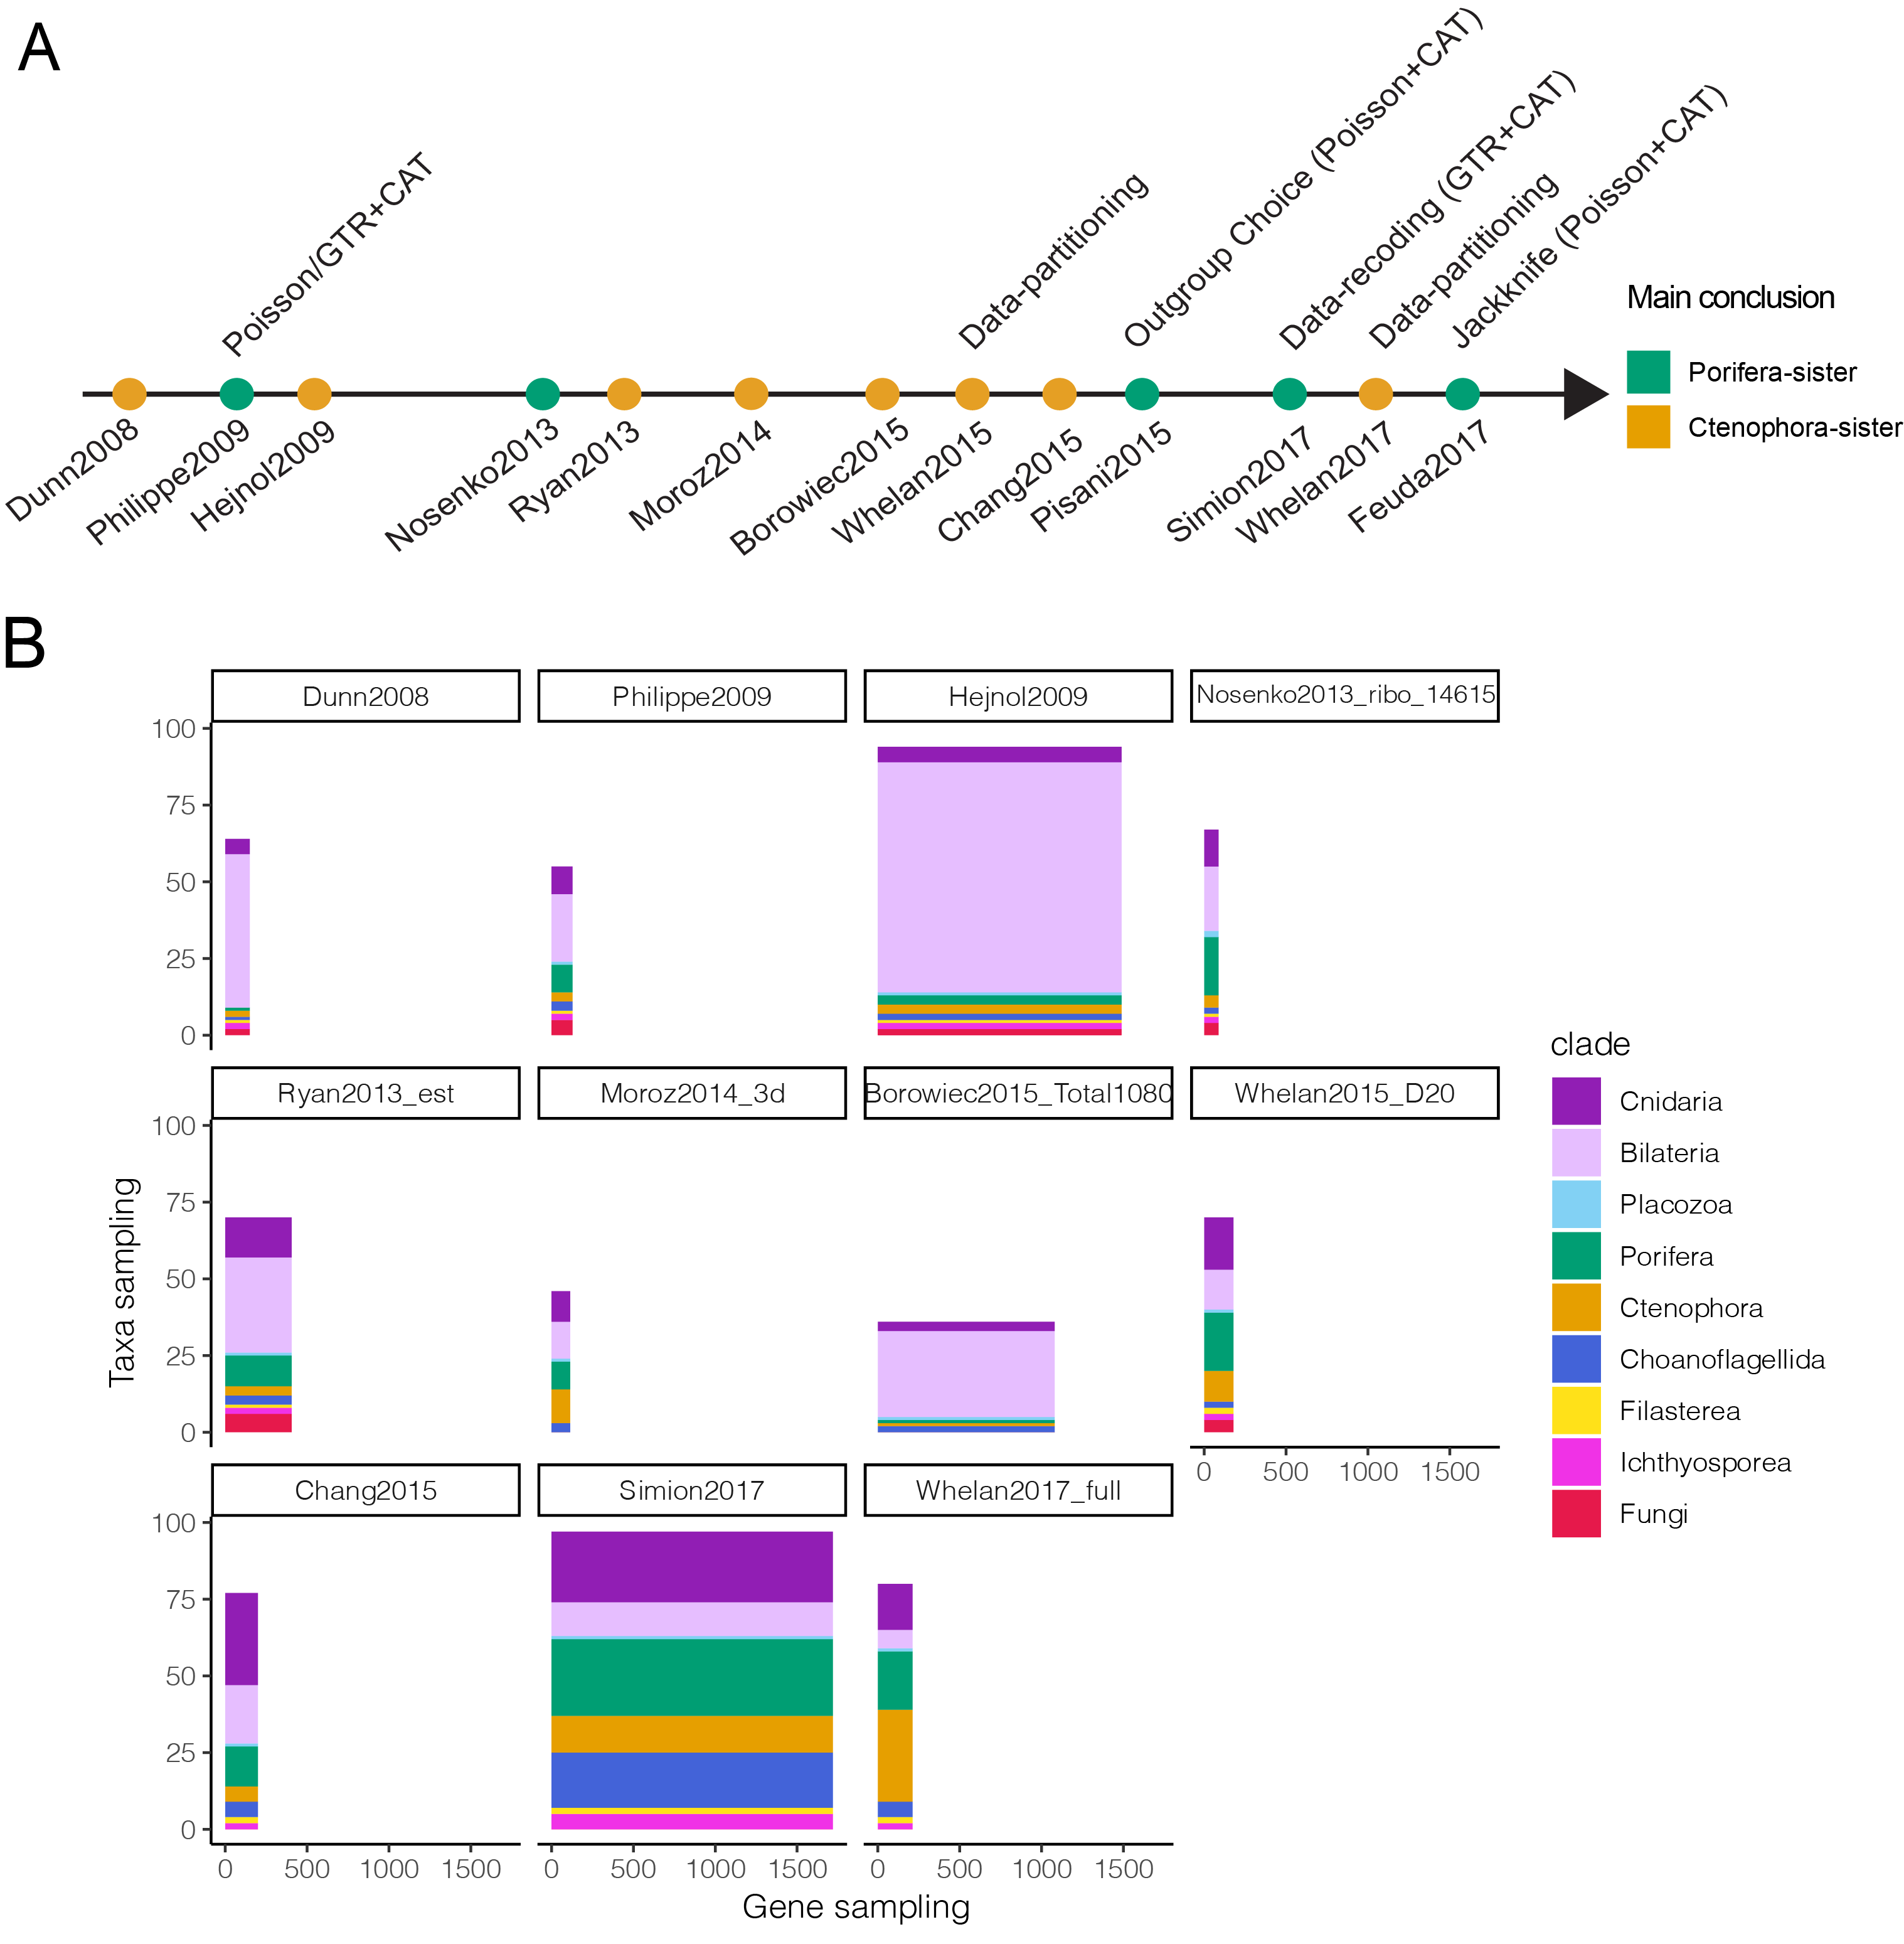 A
Poisson/GTR+CAT
Data-partitioning
Outgroup Choice (Poisson+CAT)
Data-recoding (GTR+CAT)
Data-partitioning
Jackknife (Poisson+CAT)
Main conclusion
Porifera-sister
Ctenophora-sister
Dunn2008
Philippe2009
Hejnol2009
Nosenko2013
Ryan2013
Moroz2014
Borowiec2015
Whelan2015
Chang2015
Pisani2015
Simion2017
Whelan2017
Feuda2017
B
Dunn2008
Philippe2009
Hejnol2009
Nosenko2013_ribo_14615
100
75
50
25
0
Ryan2013_est
Moroz2014_3d
Borowiec2015_Total1080
Whelan2015_D20
100
75
50
25
0
0 500 1000 1500
Taxa sampling
Chang2015
Simion2017
Whelan2017_full
100
75
50
25
0
0 500 1000 1500
0 500 1000 1500
0 500 1000 1500
Gene sampling
clade
Cnidaria
Bilateria
Placozoa
Porifera
Ctenophora
Choanoflagellida
Filasterea
Ichthyosporea
Fungi